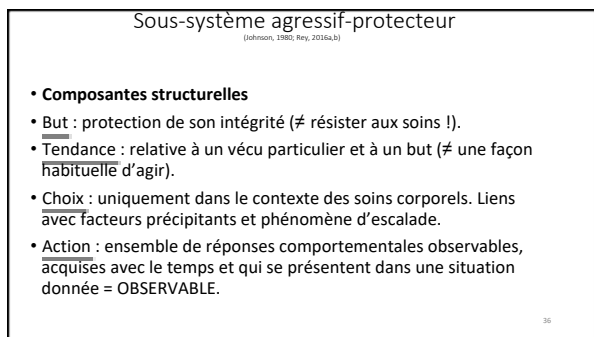 Sous-système agressif-protecteur
(Johnson, 1980; Rey, 2016a,b)
• Composantes structurelles
• But : protection de son intégrité (≠ résister aux soins !).
• Tendance : relative à un vécu particulier et à un but (≠ une façon
habituelle d’agir).
• Choix : uniquement dans le contexte des soins corporels. Liens
avec facteurs précipitants et phénomène d’escalade.
• Action : ensemble de réponses comportementales observables,
acquises avec le temps et qui se présentent dans une situation
donnée = OBSERVABLE.
36